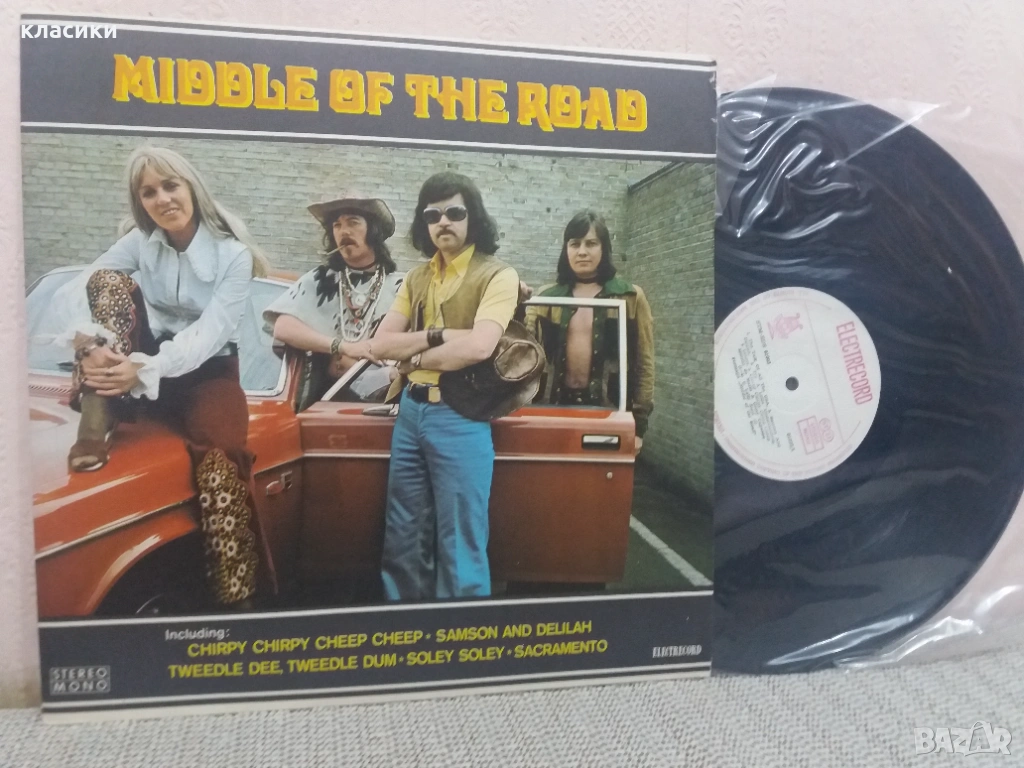 класики
MIDDLE OF THE ROAD
Including:
CHIRPY CHIRPY CHEEP CHEEP • SAMSON AND DELILAH
TWEEDLE DEE, TWEEDLE DUM • SOLEY SOLEY • SACRAMENTO
STEREO
MONO
ELECTRECORD
ELECTRECORD
BAZAR